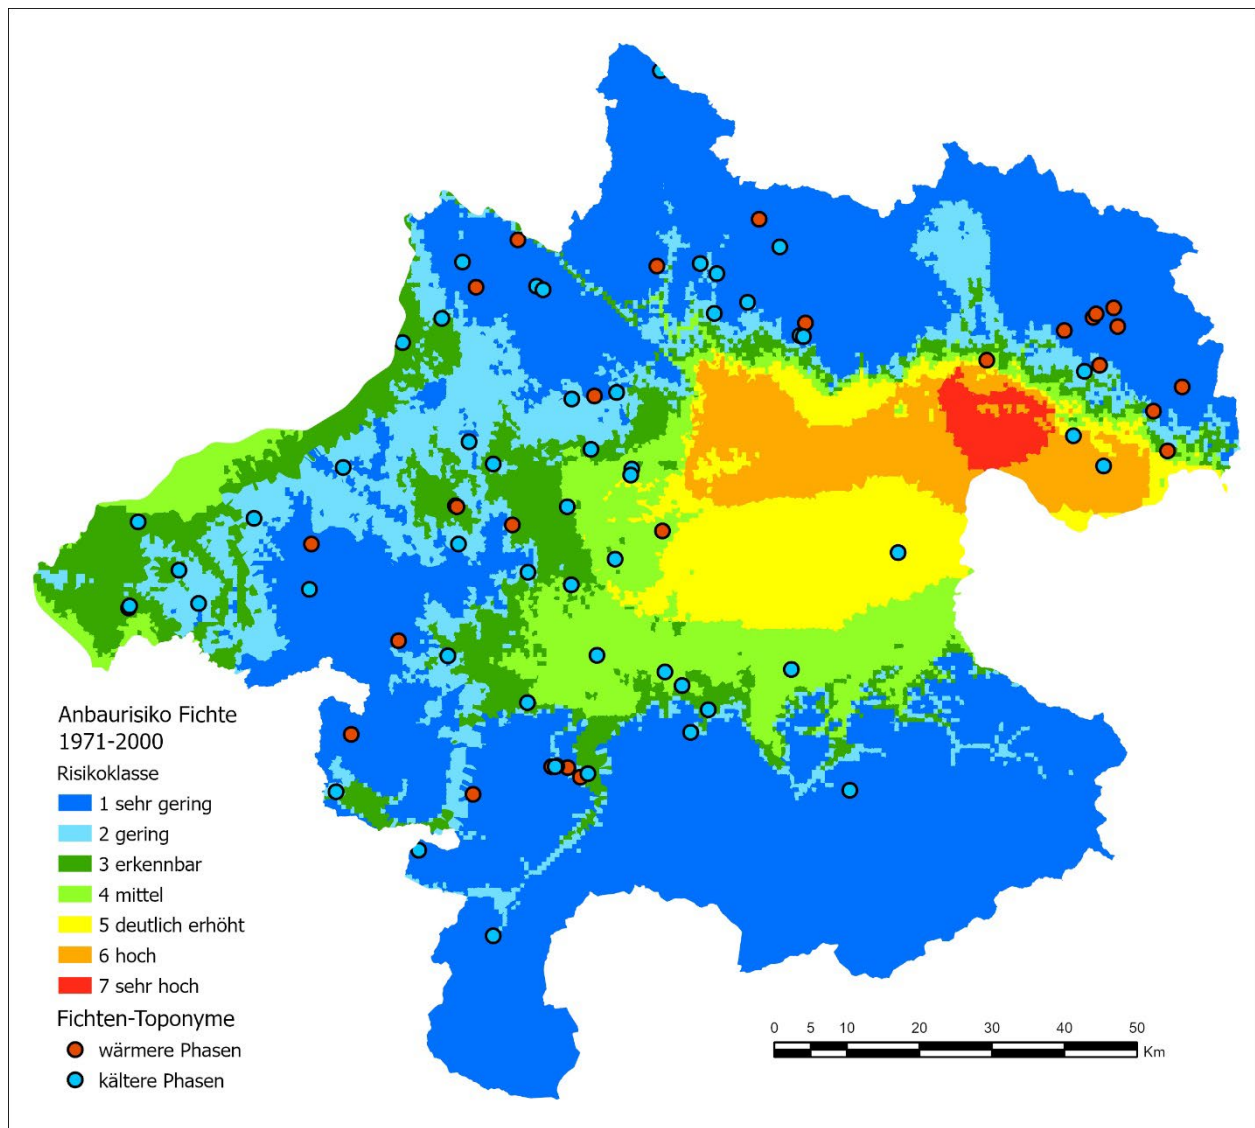 Anbaurisiko Fichte
1971-2000
Risikoklasse
1 sehr gering
2 gering
3 erkennbar
4 mittel
5 deutlich erhöht
6 hoch
7 sehr hoch
Fichten-Toponyme
wärmere Phasen
kältere Phasen
0 5 10 20 30 40 50
Km